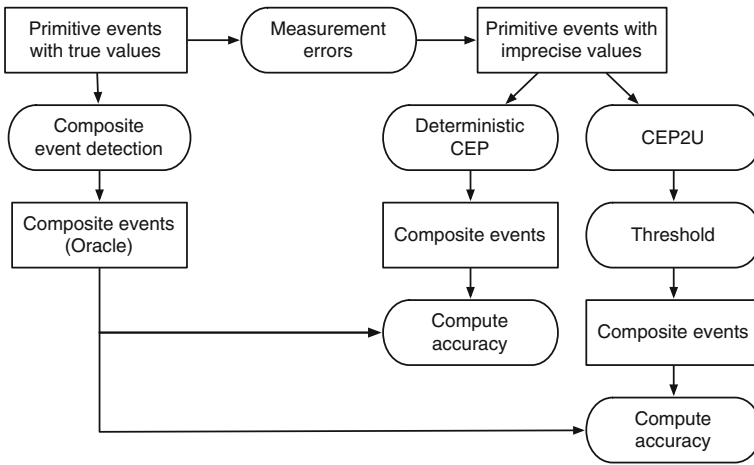 Primitive events
with true values
Measurement
errors
Primitive events with
imprecise values
Composite
event detection
Deterministic
CEP
CEP2U
Composite events
(Oracle)
Composite events
Threshold
Compute
accuracy
Composite events
Compute
accuracy